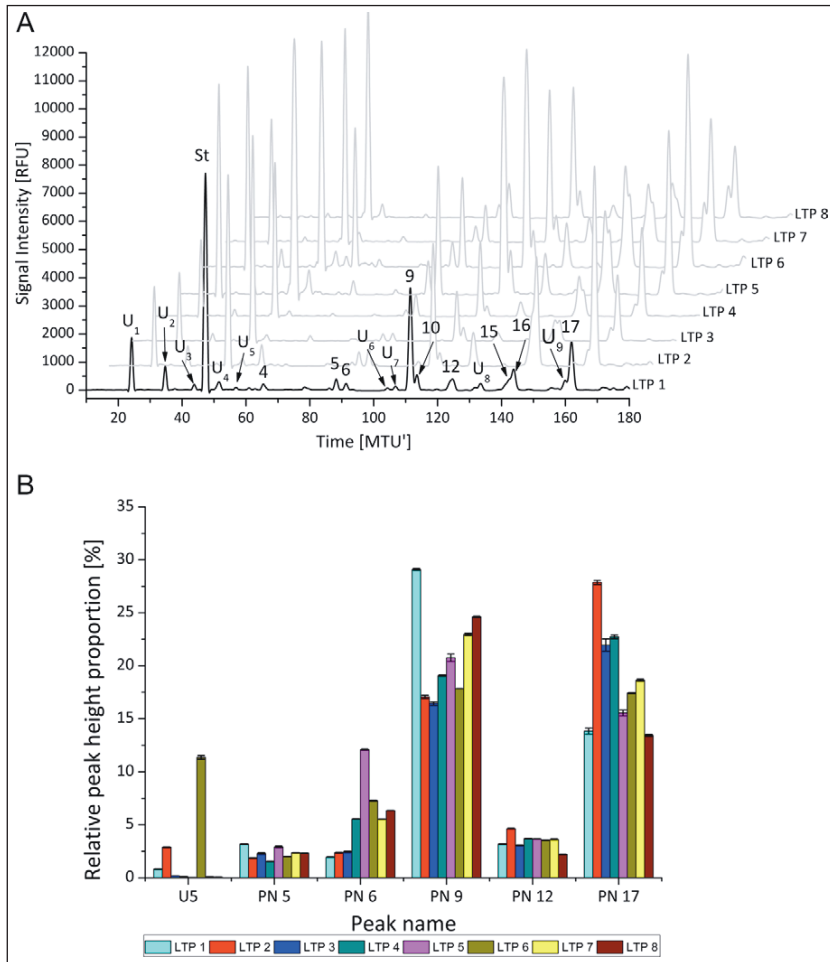 A
Signal Intensity [RFU]
12000
11000
10000
9000
8000
7000
6000
5000
4000
3000
2000
1000
0
St
U1
U2
U3
U4
U5
4
5
6
U6
U7
9
10
12
U8
15
16
U9
17
LTP 8
LTP 7
LTP 6
LTP 5
LTP 4
LTP 3
LTP 2
LTP 1
20 40 60 80 100 120 140 160 180
Time [MTU']
B
Relative peak height proportion [%]
35
30
25
20
15
10
5
0
U5 PN 5 PN 6 PN 9 PN 12 PN 17
Peak name
LTP 1 LTP 2 LTP 3 LTP 4 LTP 5 LTP 6 LTP 7 LTP 8